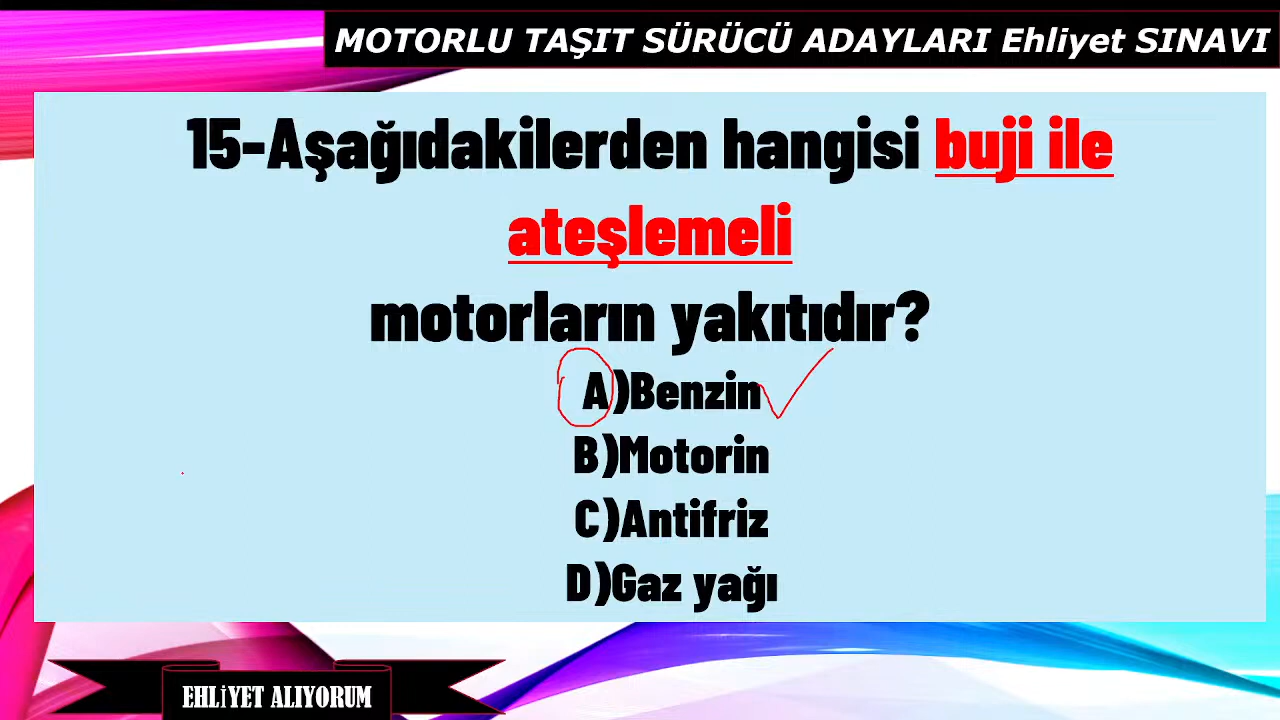 MOTORLU TAŞIT SÜRÜCÜ ADAYLARI Ehliyet SINAVI
15-Aşağıdakilerden hangisi buji ile
ateşlemeli
motorların yakıtıdır?
A)Benzin
B)Motorin
C)Antifriz
D)Gaz yağı
EHLİYET ALIYORUM